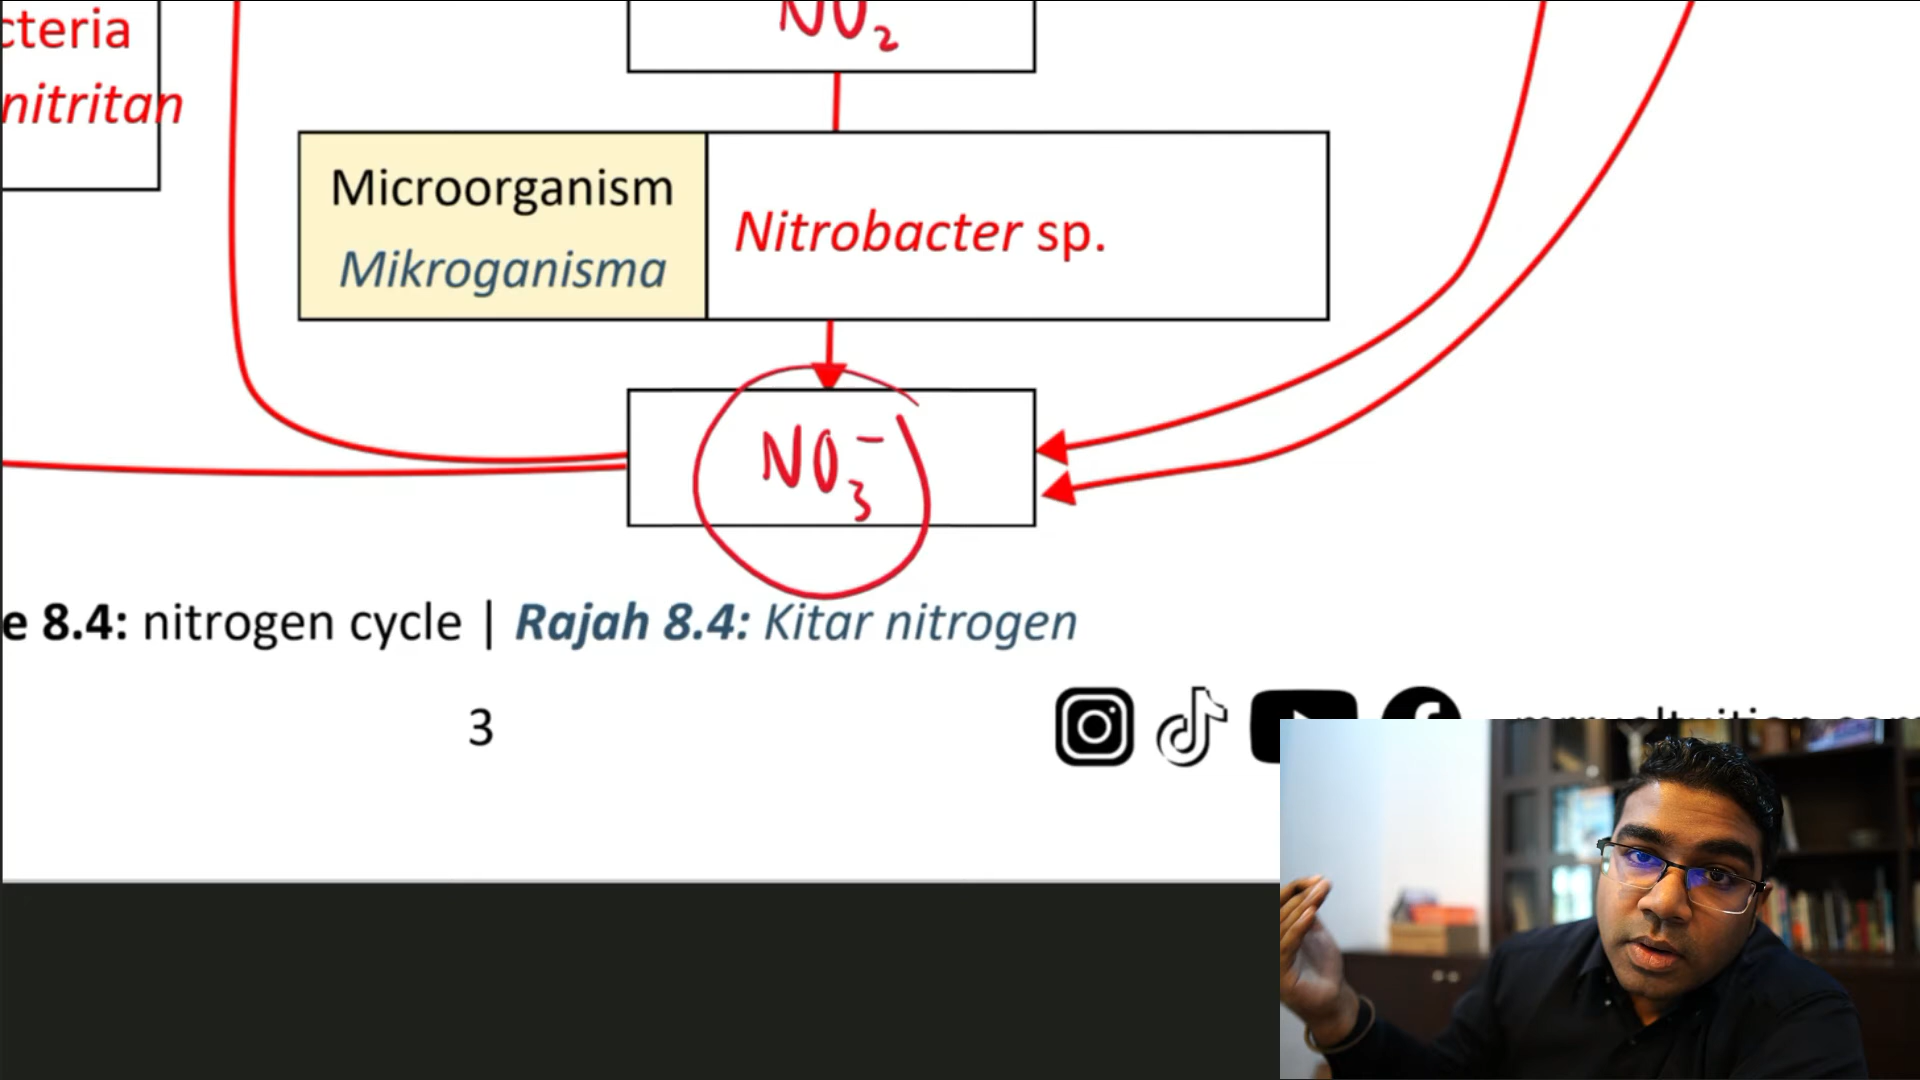 cteria
nitritan
NO2
Microorganism
Mikroganisma
Nitrobacter sp.
NO3-
e 8.4: nitrogen cycle | Rajah 8.4: Kitar nitrogen
3